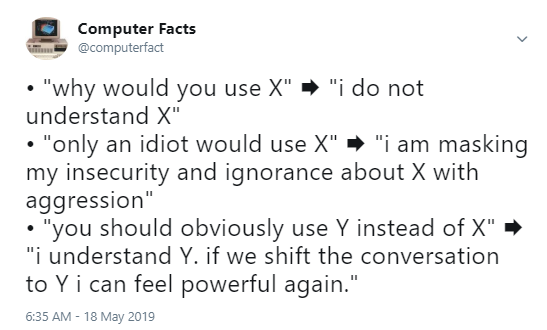 Computer Facts
@computerfact
• "why would you use X" ➡ "i do not
understand X"
• "only an idiot would use X" ➡ "i am masking
my insecurity and ignorance about X with
aggression"
• "you should obviously use Y instead of X" ➡
"i understand Y. if we shift the conversation
to Y i can feel powerful again."
6:35 AM - 18 May 2019